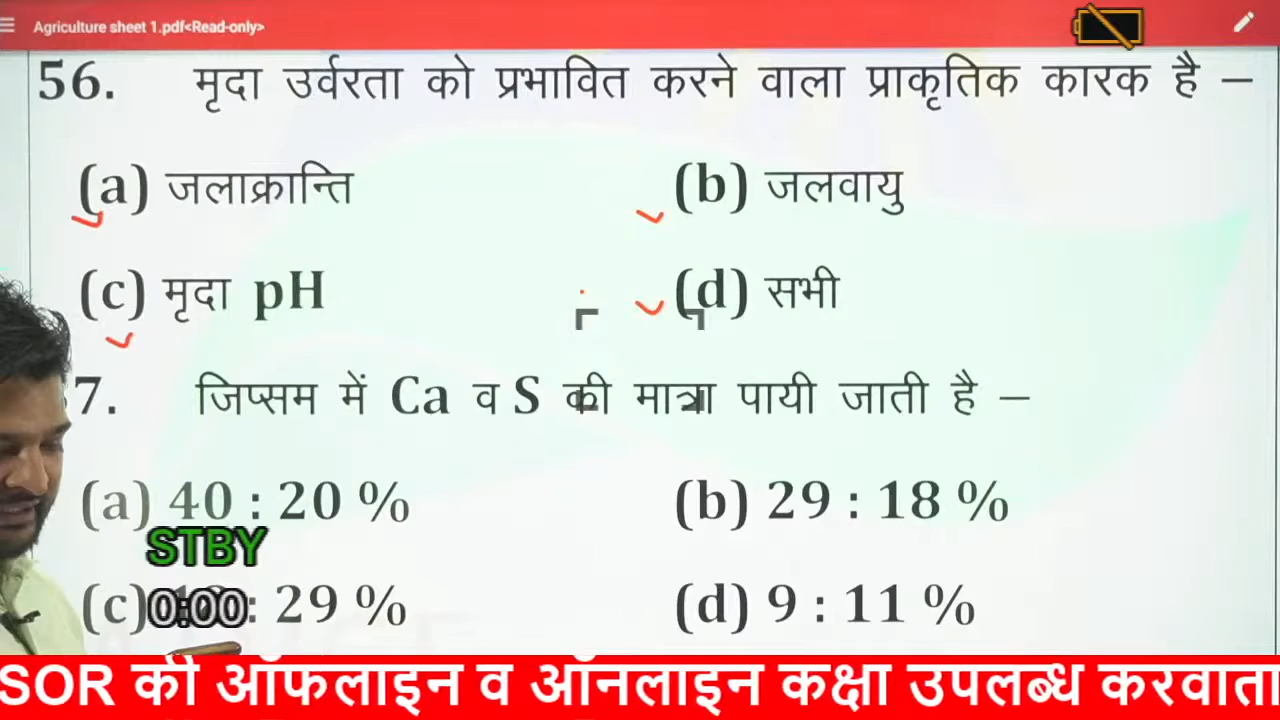 Agriculture sheet 1.pdf<Read-only>
56. मृदा उर्वरता को प्रभावित करने वाला प्राकृतिक कारक है –
(a) जलाक्रान्ति (b) जलवायु
(c) मृदा pH (d) सभी
7. जिप्सम में Ca व S की मात्रा पायी जाती है –
(a) 40 : 20 % (b) 29 : 18 %
STBY
(c) : 29 % (d) 9 : 11 %
0:00
SOR की ऑफलाइन व ऑनलाइन कक्षा उपलब्ध करवाता